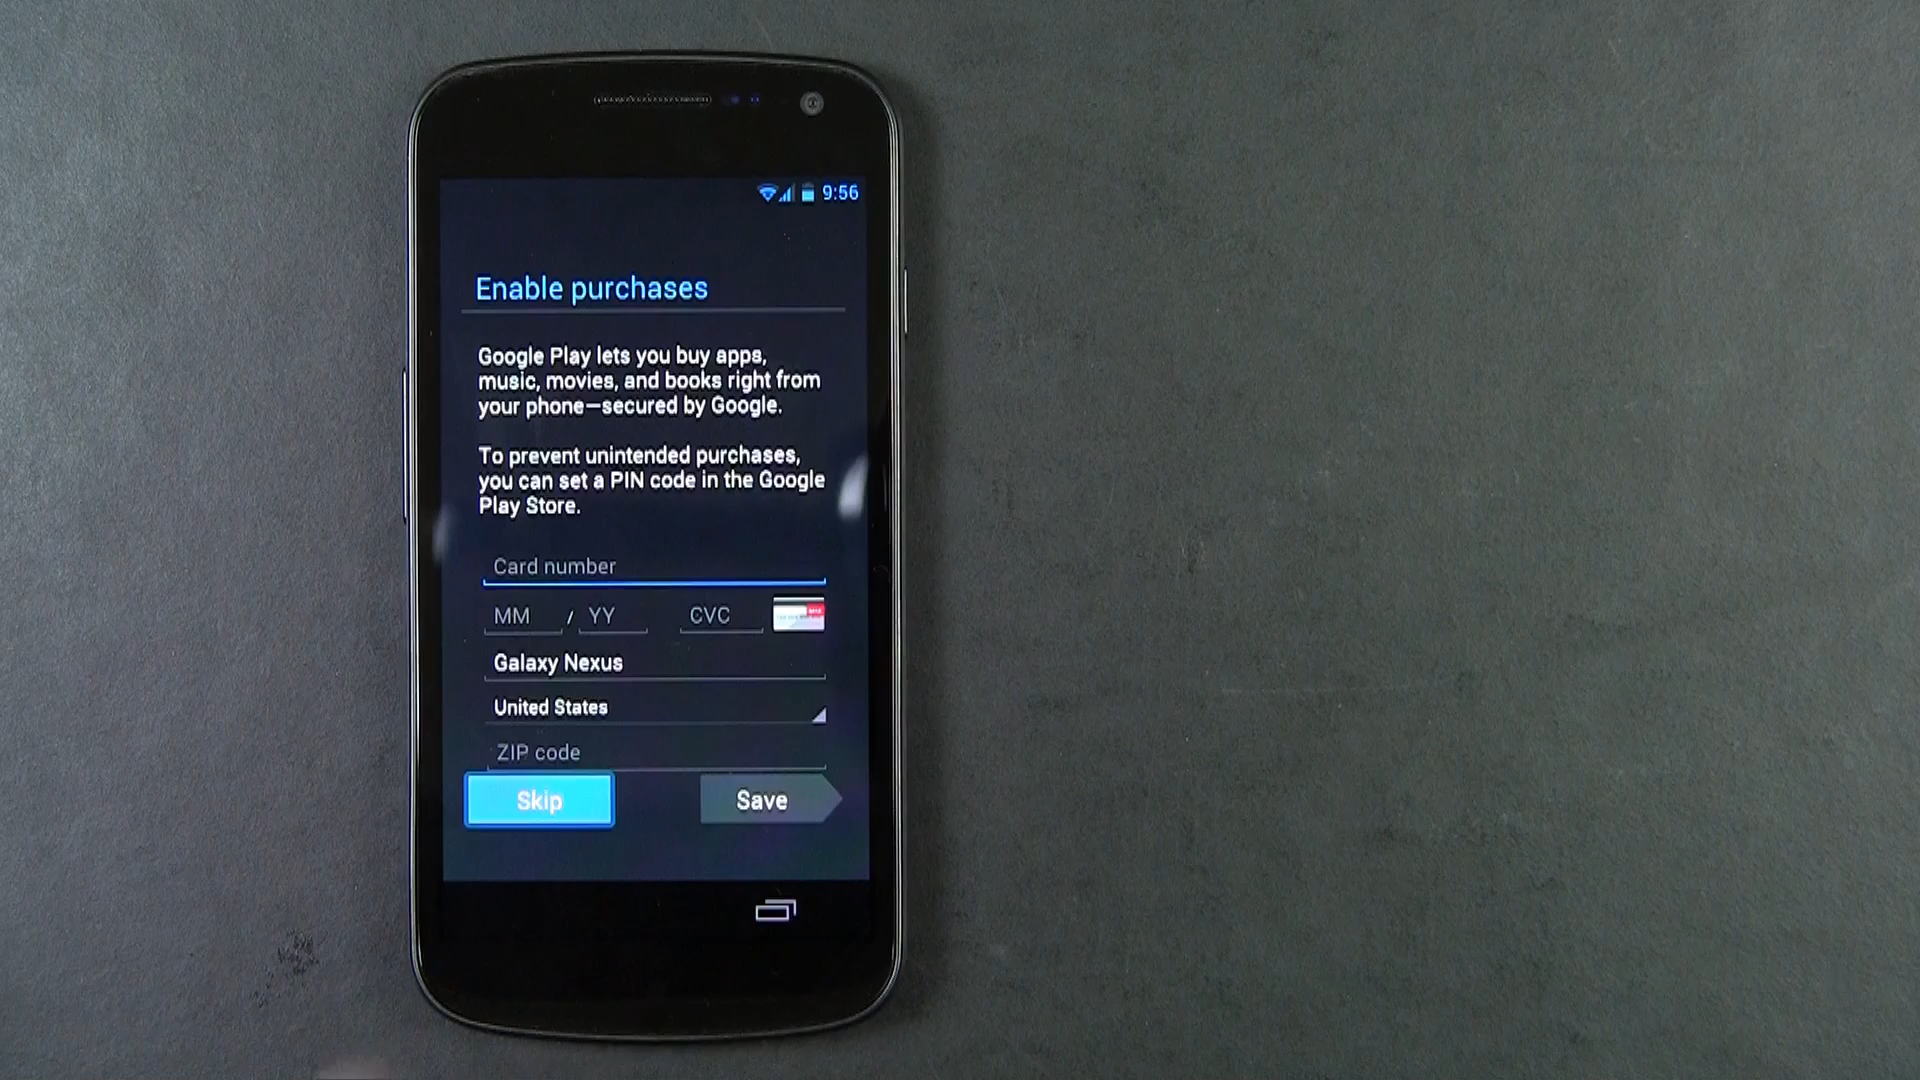 9:56
Enable purchases
Google Play lets you buy apps,
music, movies, and books right from
your phone—secured by Google.
To prevent unintended purchases,
you can set a PIN code in the Google
Play Store.
Card number
MM / YY CVC
Galaxy Nexus
United States
ZIP code
Skip Save